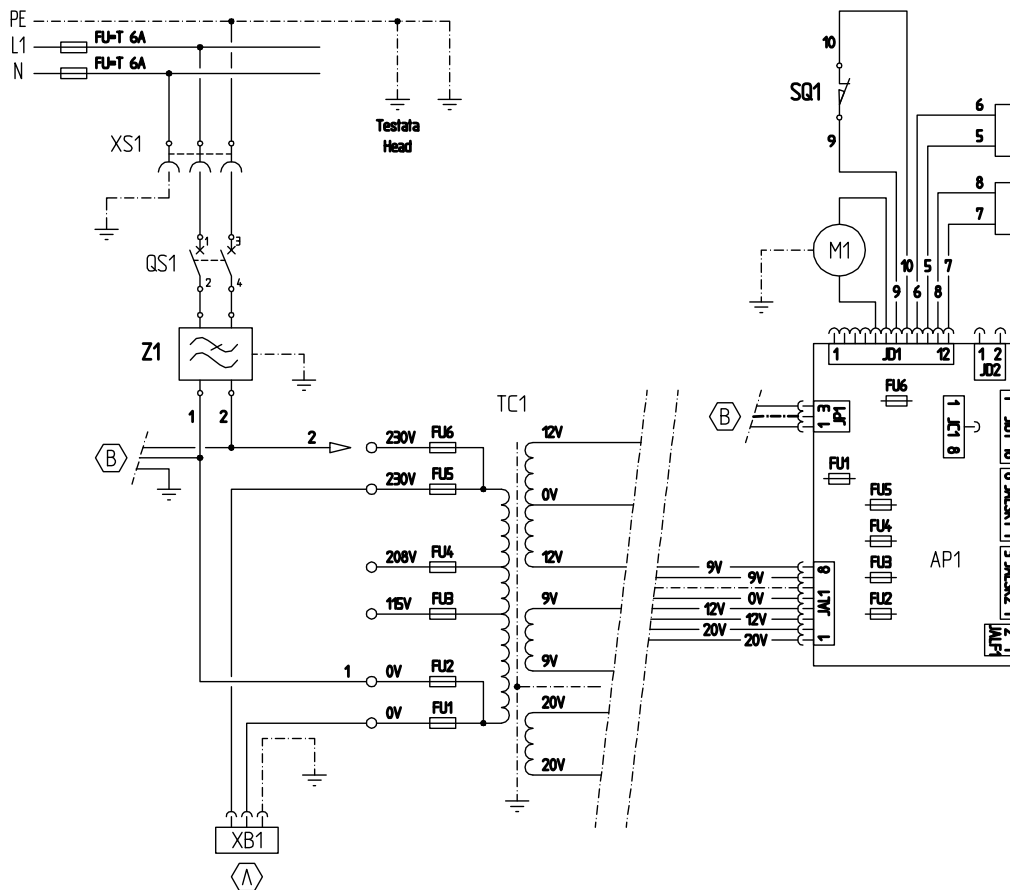 PE
L1 FU=T 6A
N FU=T 6A
Testata
Head
XS1
QS1
1 3
2 4
Z1
1 2
B
2
230V FU6
230V FU5
208V FU4
115V FU3
1 0V FU2
0V FU1
XB1
A
TC1
12V
0V
12V
9V
9V
20V
20V
10
SQ1
9
6
5
8
7
M1
10 5 7
9 6 8
1 JD1 12
1 2
JD2
FU6
B
3
JP1
1
1 JC1 8
FU1
FU5
FU4
FU3
FU2
AP1
9V
9V
0V
12V
12V
20V
20V
8
JAL1
1
2 1
JALF1